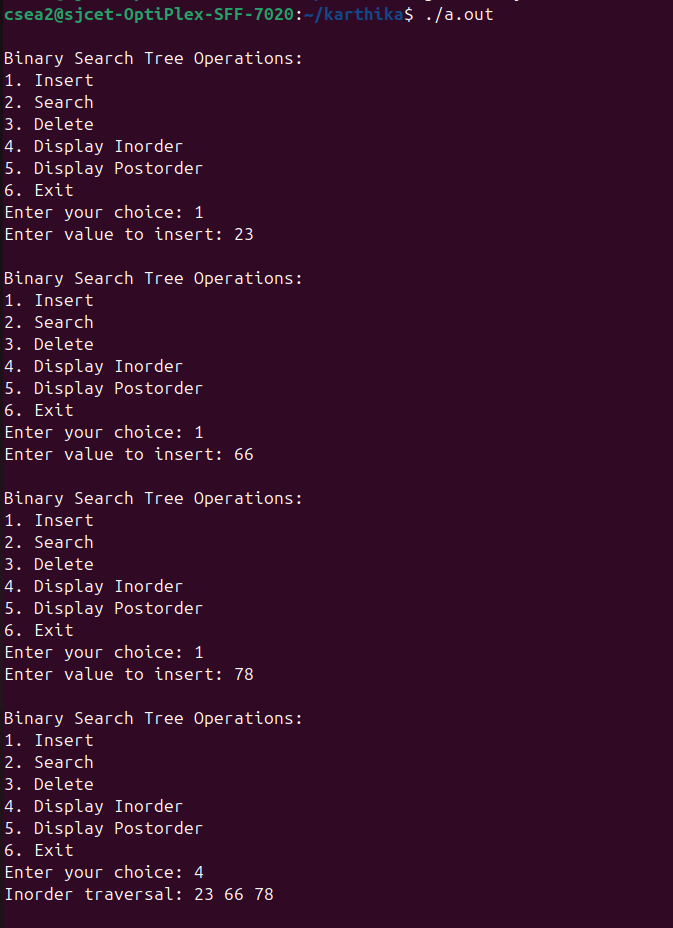 csea2@sjcet-OptiPlex-SFF-7020:~/karthika$ ./a.out
Binary Search Tree Operations:
1. Insert
2. Search
3. Delete
4. Display Inorder
5. Display Postorder
6. Exit
Enter your choice: 1
Enter value to insert: 23
Binary Search Tree Operations:
1. Insert
2. Search
3. Delete
4. Display Inorder
5. Display Postorder
6. Exit
Enter your choice: 1
Enter value to insert: 66
Binary Search Tree Operations:
1. Insert
2. Search
3. Delete
4. Display Inorder
5. Display Postorder
6. Exit
Enter your choice: 1
Enter value to insert: 78
Binary Search Tree Operations:
1. Insert
2. Search
3. Delete
4. Display Inorder
5. Display Postorder
6. Exit
Enter your choice: 4
Inorder traversal: 23 66 78